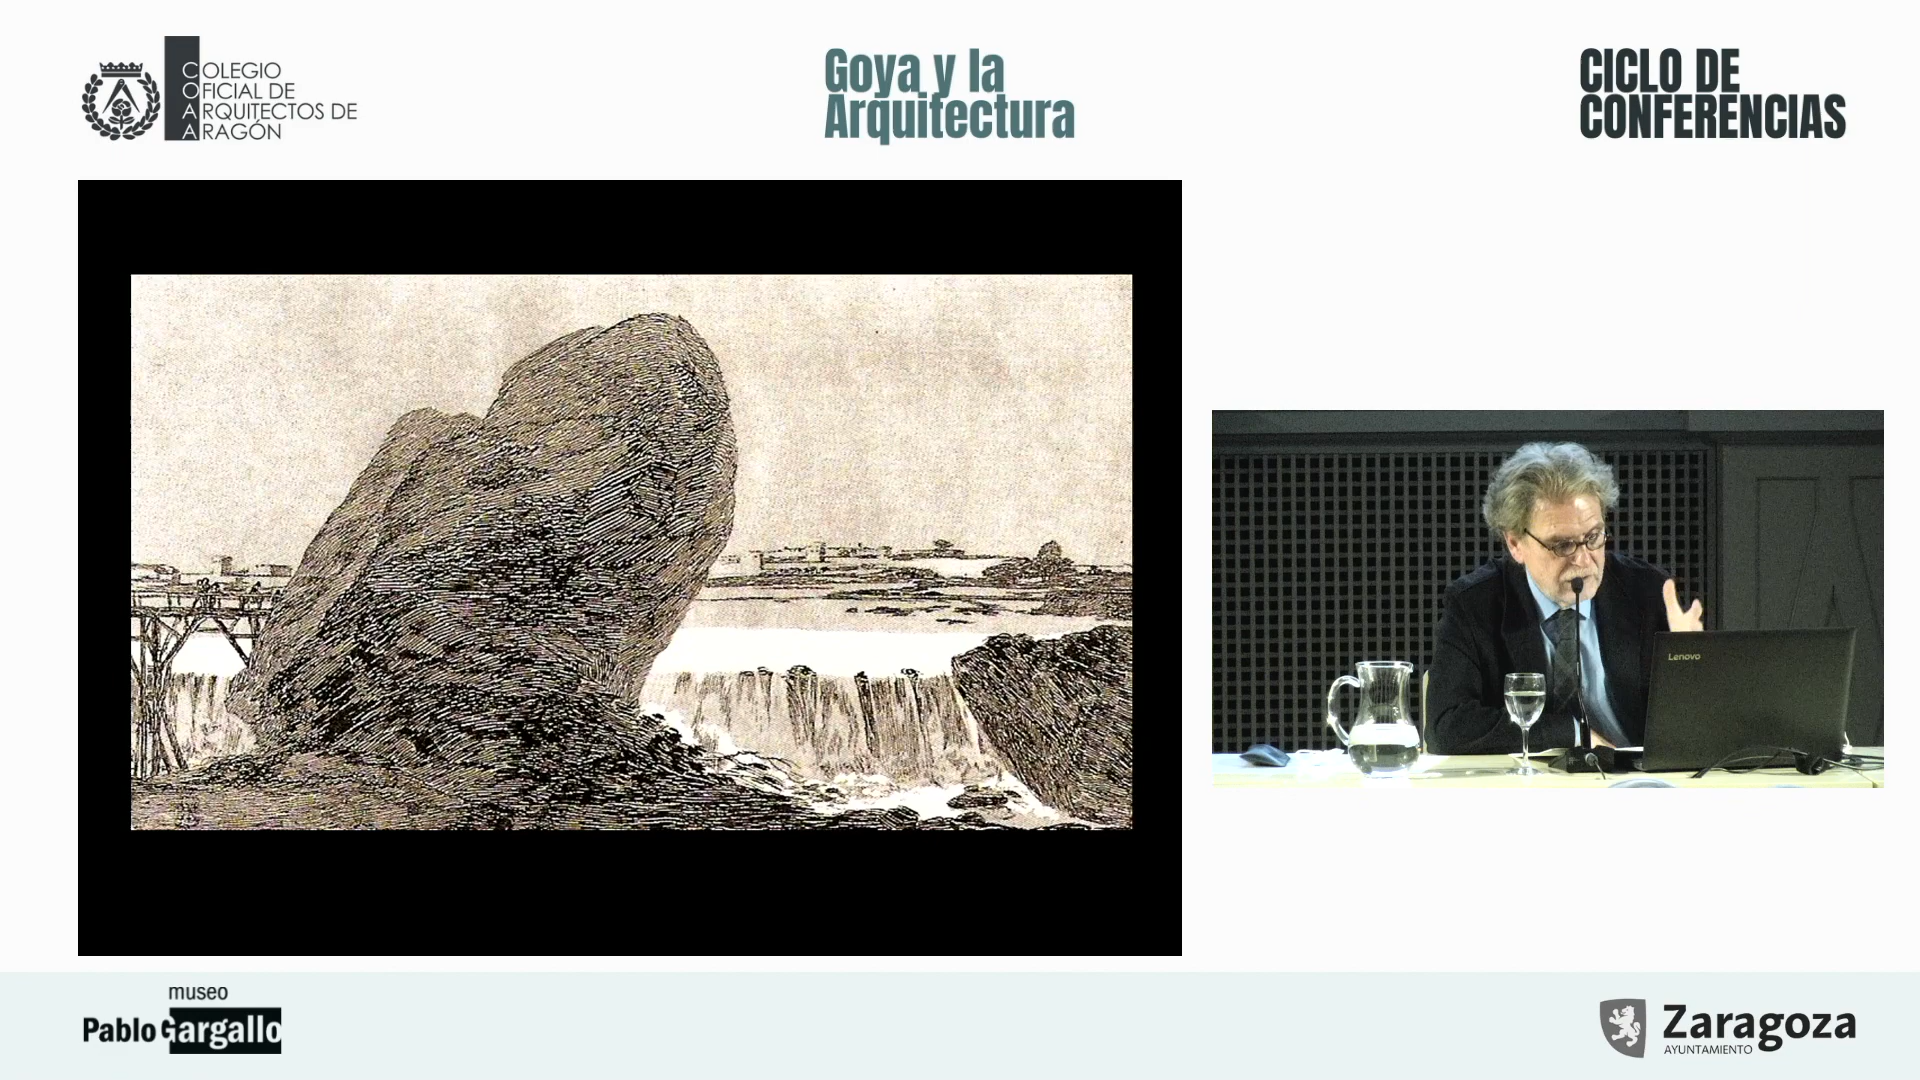 COLEGIO
OFICIAL DE
ARQUITECTOS DE
ARAGÓN
Goya y la
Arquitectura
CICLO DE
CONFERENCIAS
Lenovo
museo
Pablo Gargallo
Zaragoza
AYUNTAMIENTO